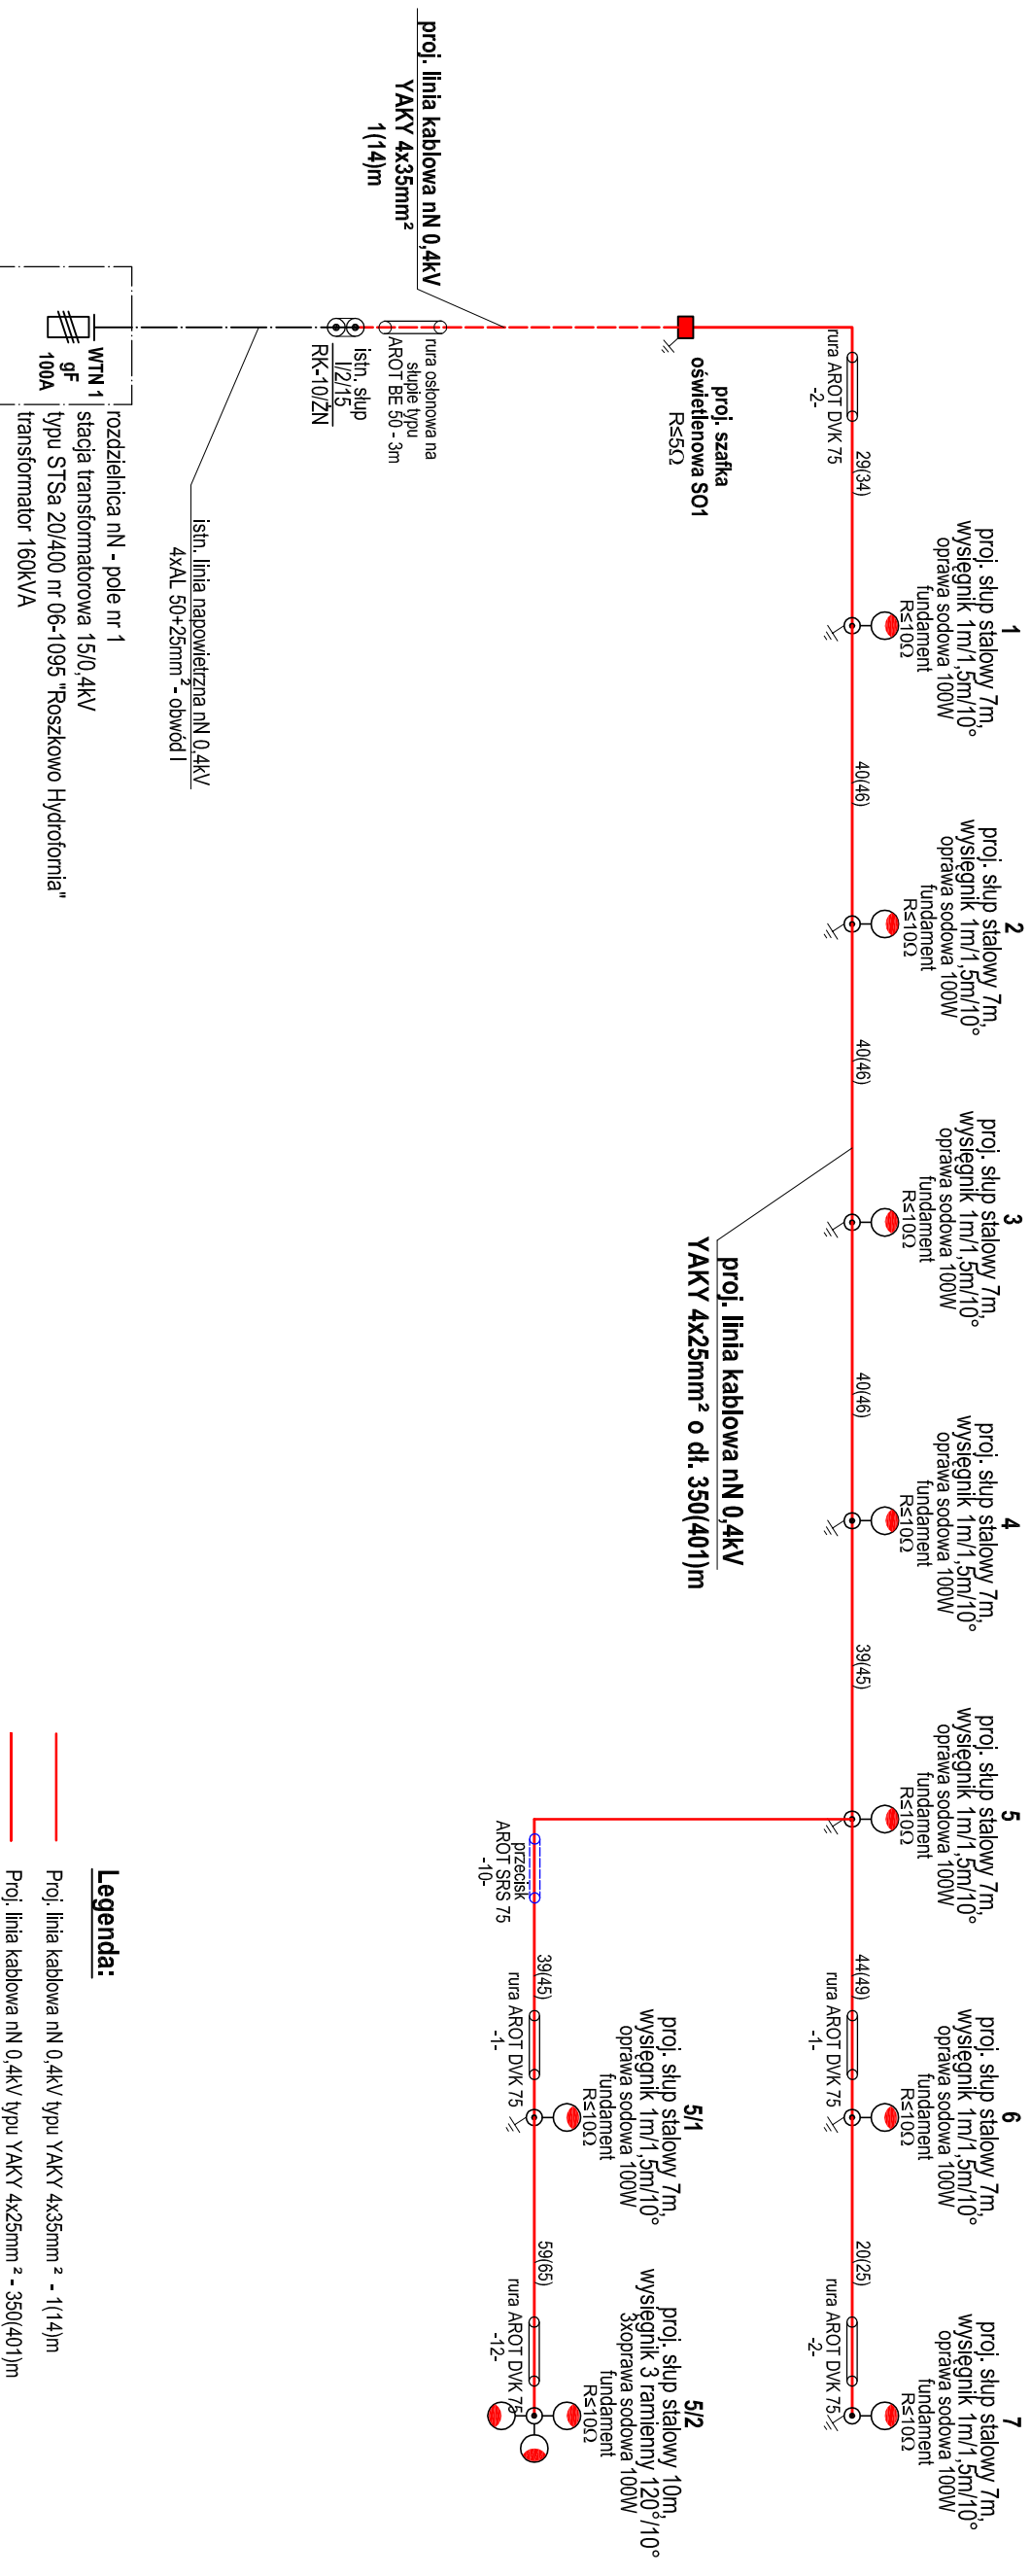 proj. linia kablowa nN 0,4kV
YAKY 4x35mm²
1(14)m
WTN 1
gF
100A
rozdzielnica nN - pole nr 1
stacja transformatorowa 15/0,4kV
typu STSa 20/400 nr 06-1095 "Roszkowo Hydrofornia"
transformator 160kVA
istn. linia napowietrzna nN 0,4kV
4xAL 50+25mm² - obwód I
istn. słup
I/2/15
RK-10/ŻN
rura osłonowa na
słupie typu
AROT BE 50 - 3m
proj. szafka
oświetlenowa SO1
R≤5Ω
rura AROT DVK 75
-2-
29(34)
1
proj. słup stalowy 7m,
wysięgnik 1m/1,5m/10°
oprawa sodowa 100W
fundament
R≤10Ω
40(46)
2
proj. słup stalowy 7m,
wysięgnik 1m/1,5m/10°
oprawa sodowa 100W
fundament
R≤10Ω
40(46)
3
proj. słup stalowy 7m,
wysięgnik 1m/1,5m/10°
oprawa sodowa 100W
fundament
R≤10Ω
proj. linia kablowa nN 0,4kV
YAKY 4x25mm² o dł. 350(401)m
40(46)
4
proj. słup stalowy 7m,
wysięgnik 1m/1,5m/10°
oprawa sodowa 100W
fundament
R≤10Ω
39(45)
5
proj. słup stalowy 7m,
wysięgnik 1m/1,5m/10°
oprawa sodowa 100W
fundament
R≤10Ω
44(49)
rura AROT DVK 75
-1-
6
proj. słup stalowy 7m,
wysięgnik 1m/1,5m/10°
oprawa sodowa 100W
fundament
R≤10Ω
20(25)
rura AROT DVK 75
-2-
7
proj. słup stalowy 7m,
wysięgnik 1m/1,5m/10°
oprawa sodowa 100W
fundament
R≤10Ω
przecisk
AROT SRS 75
-10-
39(45)
rura AROT DVK 75
-1-
5/1
proj. słup stalowy 7m,
wysięgnik 1m/1,5m/10°
oprawa sodowa 100W
fundament
R≤10Ω
59(65)
rura AROT DVK 75
-12-
5/2
proj. słup stalowy 10m,
wysięgnik 3 ramienny 120°/10°
3xoprawa sodowa 100W
fundament
R≤10Ω
Legenda:
Proj. linia kablowa nN 0,4kV typu YAKY 4x35mm² - 1(14)m
Proj. linia kablowa nN 0,4kV typu YAKY 4x25mm² - 350(401)m